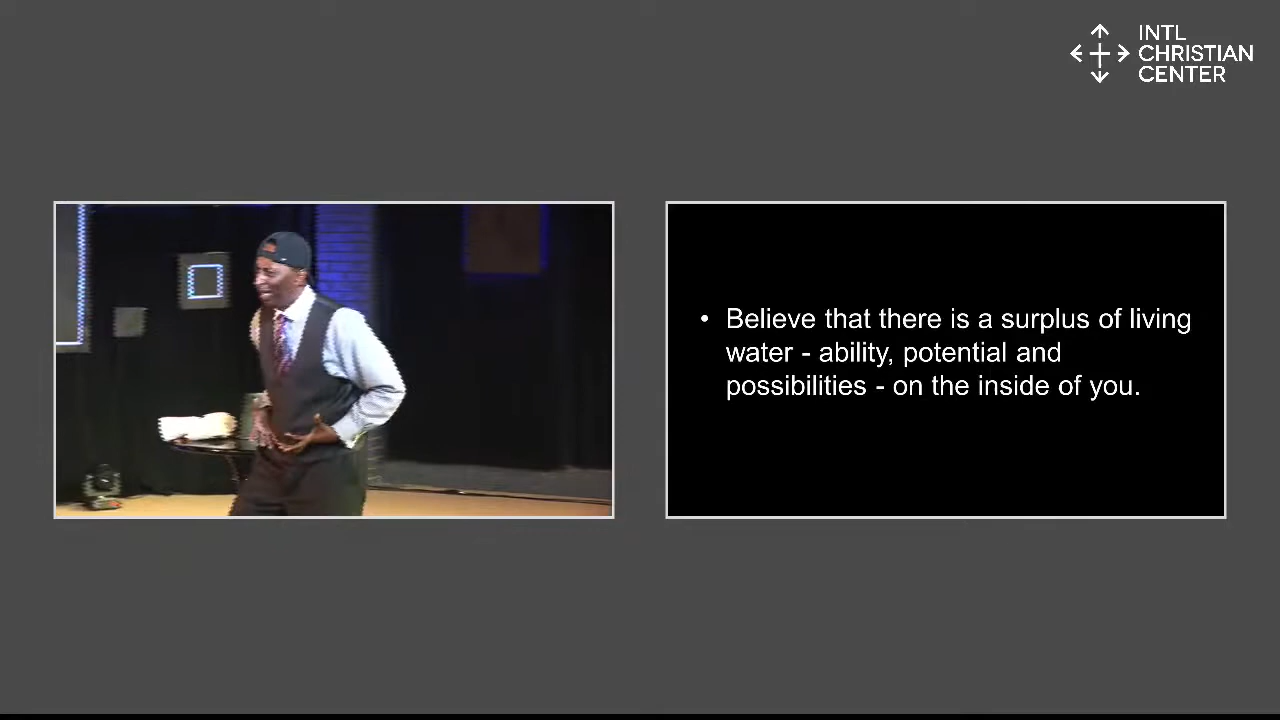 INTL
CHRISTIAN
CENTER
• Believe that there is a surplus of living
water - ability, potential and
possibilities - on the inside of you.